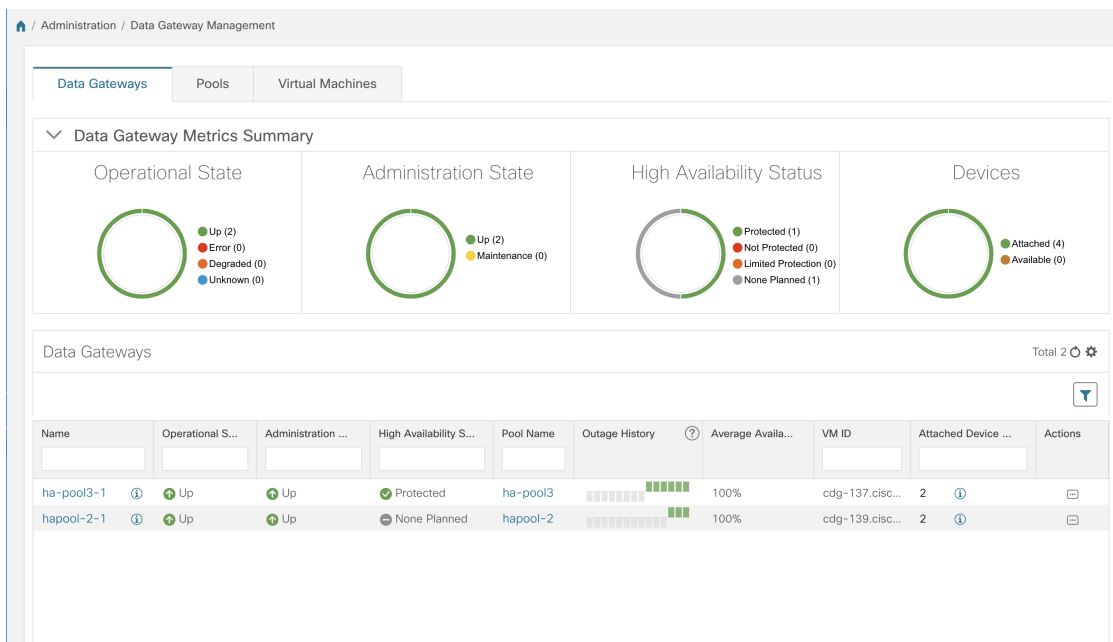 / Administration / Data Gateway Management
Data Gateways Pools Virtual Machines
Data Gateway Metrics Summary
Operational State
Up (2)
Error (0)
Degraded (0)
Unknown (0)
Administration State
Up (2)
Maintenance (0)
High Availability Status
Protected (1)
Not Protected (0)
Limited Protection (0)
None Planned (1)
Devices
Attached (4)
Available (0)
Data Gateways Total 2
Name Operational S... Administration ... High Availability S... Pool Name Outage History ? Average Availa... VM ID Attached Device ... Actions
ha-pool3-1 i Up Up Protected ha-pool3 100% cdg-137.cisc... 2 i
hapool-2-1 i Up Up None Planned hapool-2 100% cdg-139.cisc... 2 i